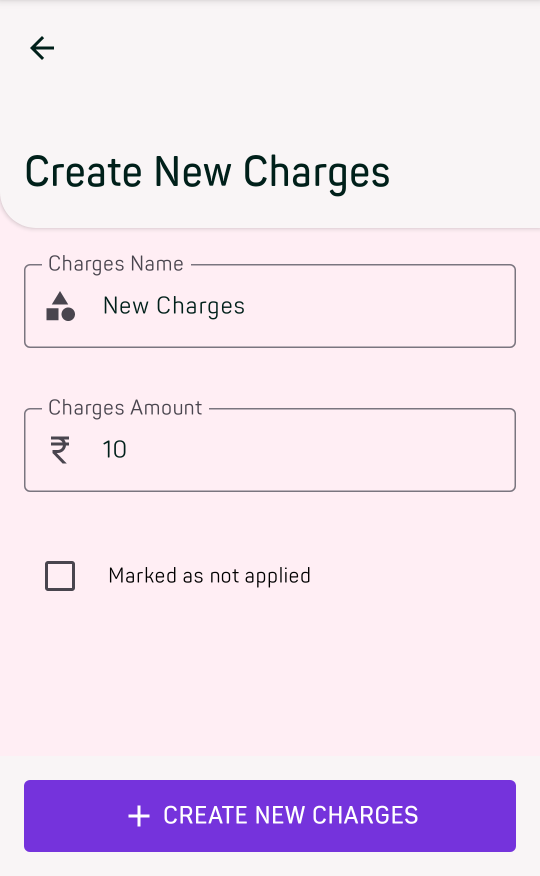 Create New Charges
Charges Name
New Charges
Charges Amount
₹ 10
Marked as not applied
+ CREATE NEW CHARGES